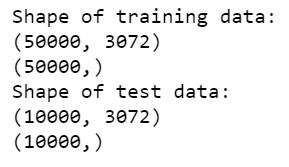 Shape of training data:
(50000, 3072)
(50000,)
Shape of test data:
(10000, 3072)
(10000,)